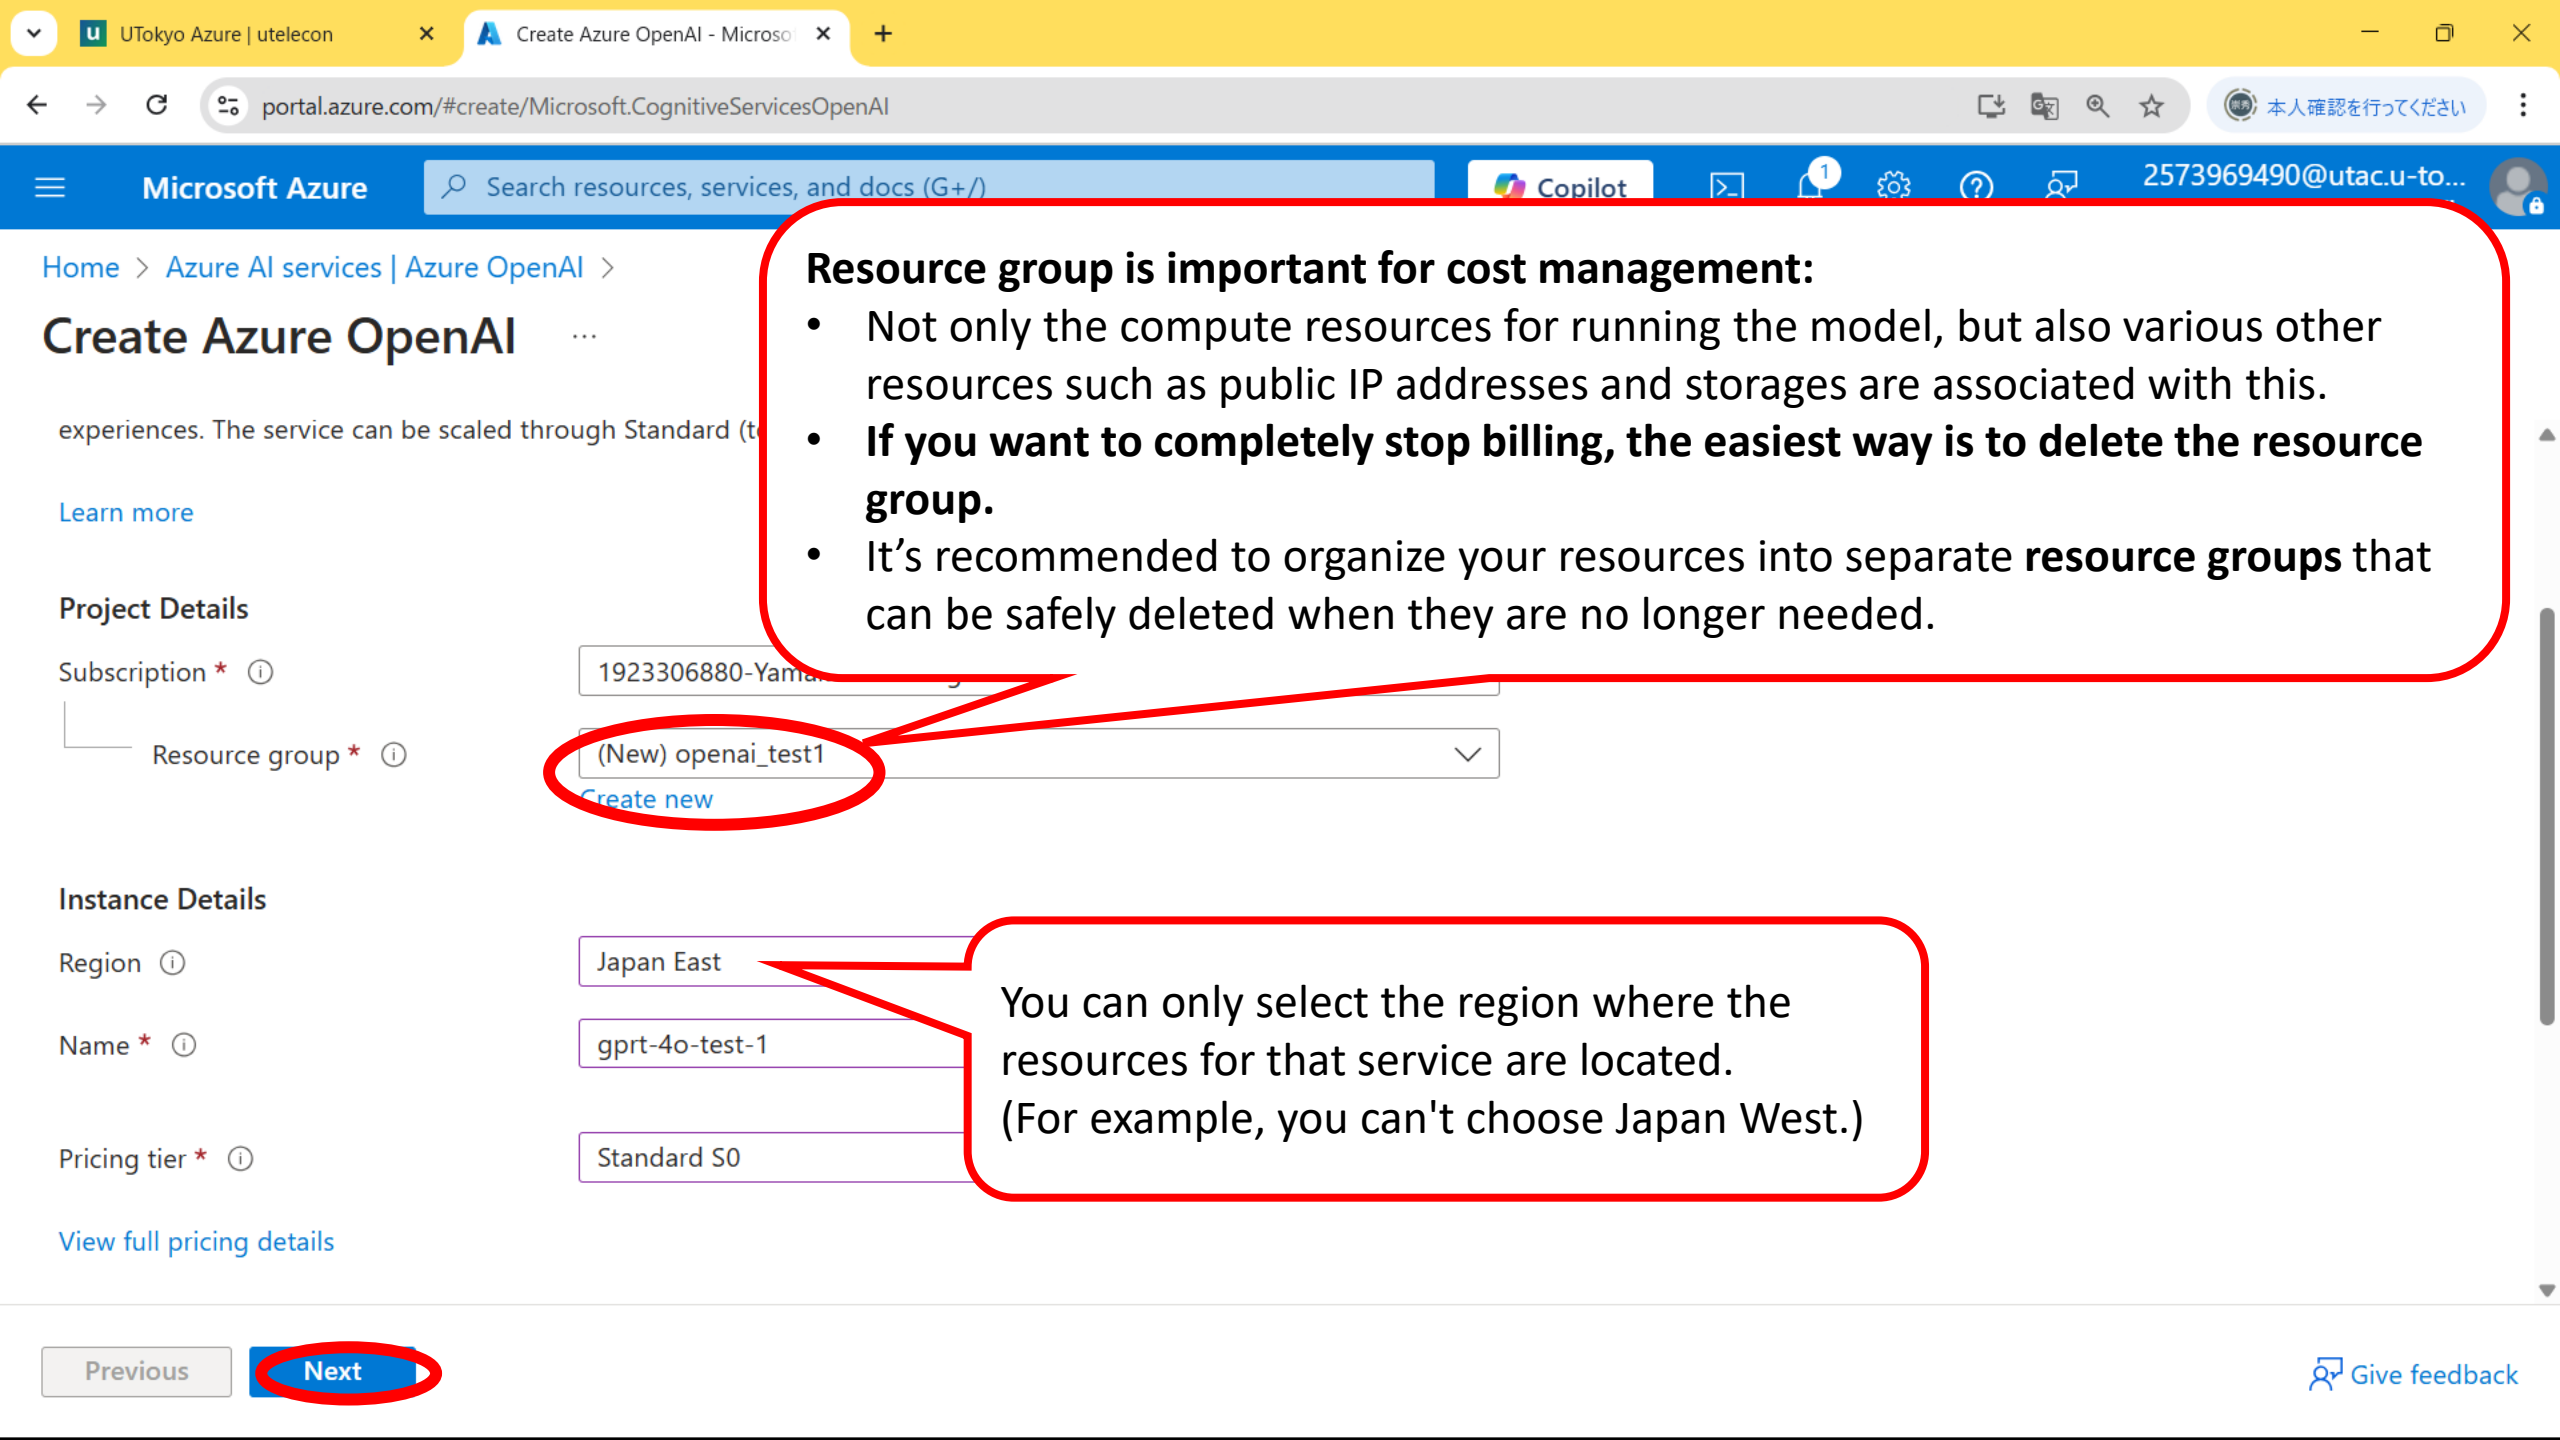 UTokyo Azure | utelecon
Create Azure OpenAI - Microso
portal.azure.com/#create/Microsoft.CognitiveServicesOpenAI
本人確認を行ってください
Microsoft Azure
Search resources, services, and docs (G+/)
Copilot
1
2573969490@utac.u-to...
Home > Azure AI services | Azure OpenAI >
Create Azure OpenAI ...
experiences. The service can be scaled through Standard (t
Learn more
Resource group is important for cost management:
• Not only the compute resources for running the model, but also various other
resources such as public IP addresses and storages are associated with this.
• If you want to completely stop billing, the easiest way is to delete the resource
group.
• It’s recommended to organize your resources into separate resource groups that
can be safely deleted when they are no longer needed.
Project Details
Subscription *
1923306880-Yama
Resource group *
(New) openai_test1
Create new
Instance Details
Region
Japan East
Name *
gprt-4o-test-1
Pricing tier *
Standard S0
You can only select the region where the
resources for that service are located.
(For example, you can't choose Japan West.)
View full pricing details
Previous
Next
Give feedback